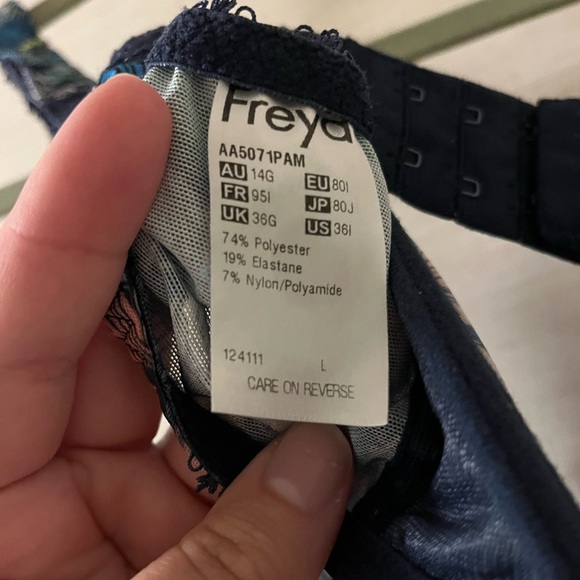 Freya
AA5071PAM
AU 14G EU 80I
FR 95I JP 80J
UK 36G US 36I
74% Polyester
19% Elastane
7% Nylon/Polyamide
124111 L
CARE ON REVERSE